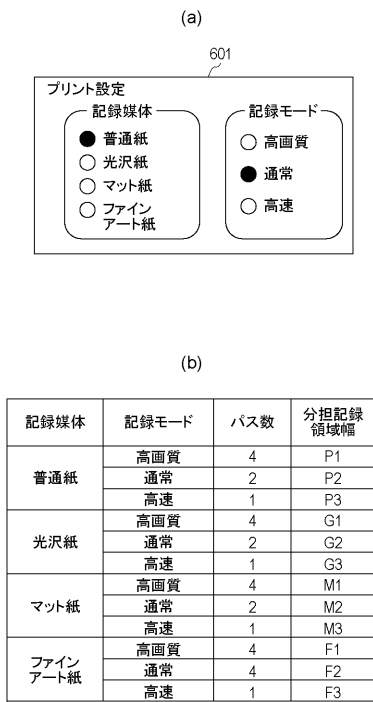 (a)
601
プリント設定
記録媒体
普通紙
光沢紙
マット紙
ファイン
アート紙
記録モード
高画質
通常
高速
(b)
記録媒体 記録モード パス数 分担記録
領域幅
普通紙 高画質 4 P1
通常 2 P2
高速 1 P3
光沢紙 高画質 4 G1
通常 2 G2
高速 1 G3
マット紙 高画質 4 M1
通常 2 M2
高速 1 M3
ファイン
アート紙 高画質 4 F1
通常 4 F2
高速 1 F3